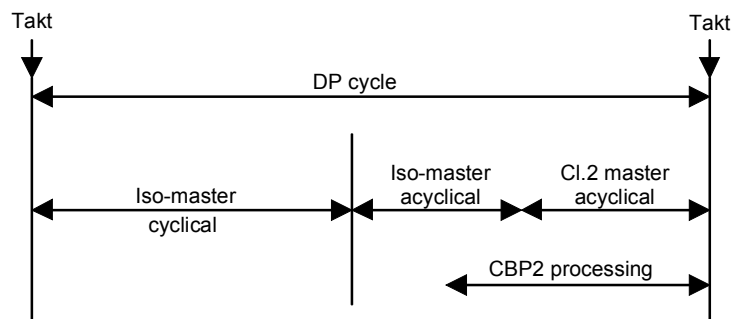 Takt
Takt
DP cycle
Iso-master
cyclical
Iso-master
acyclical
Cl.2 master
acyclical
CBP2 processing